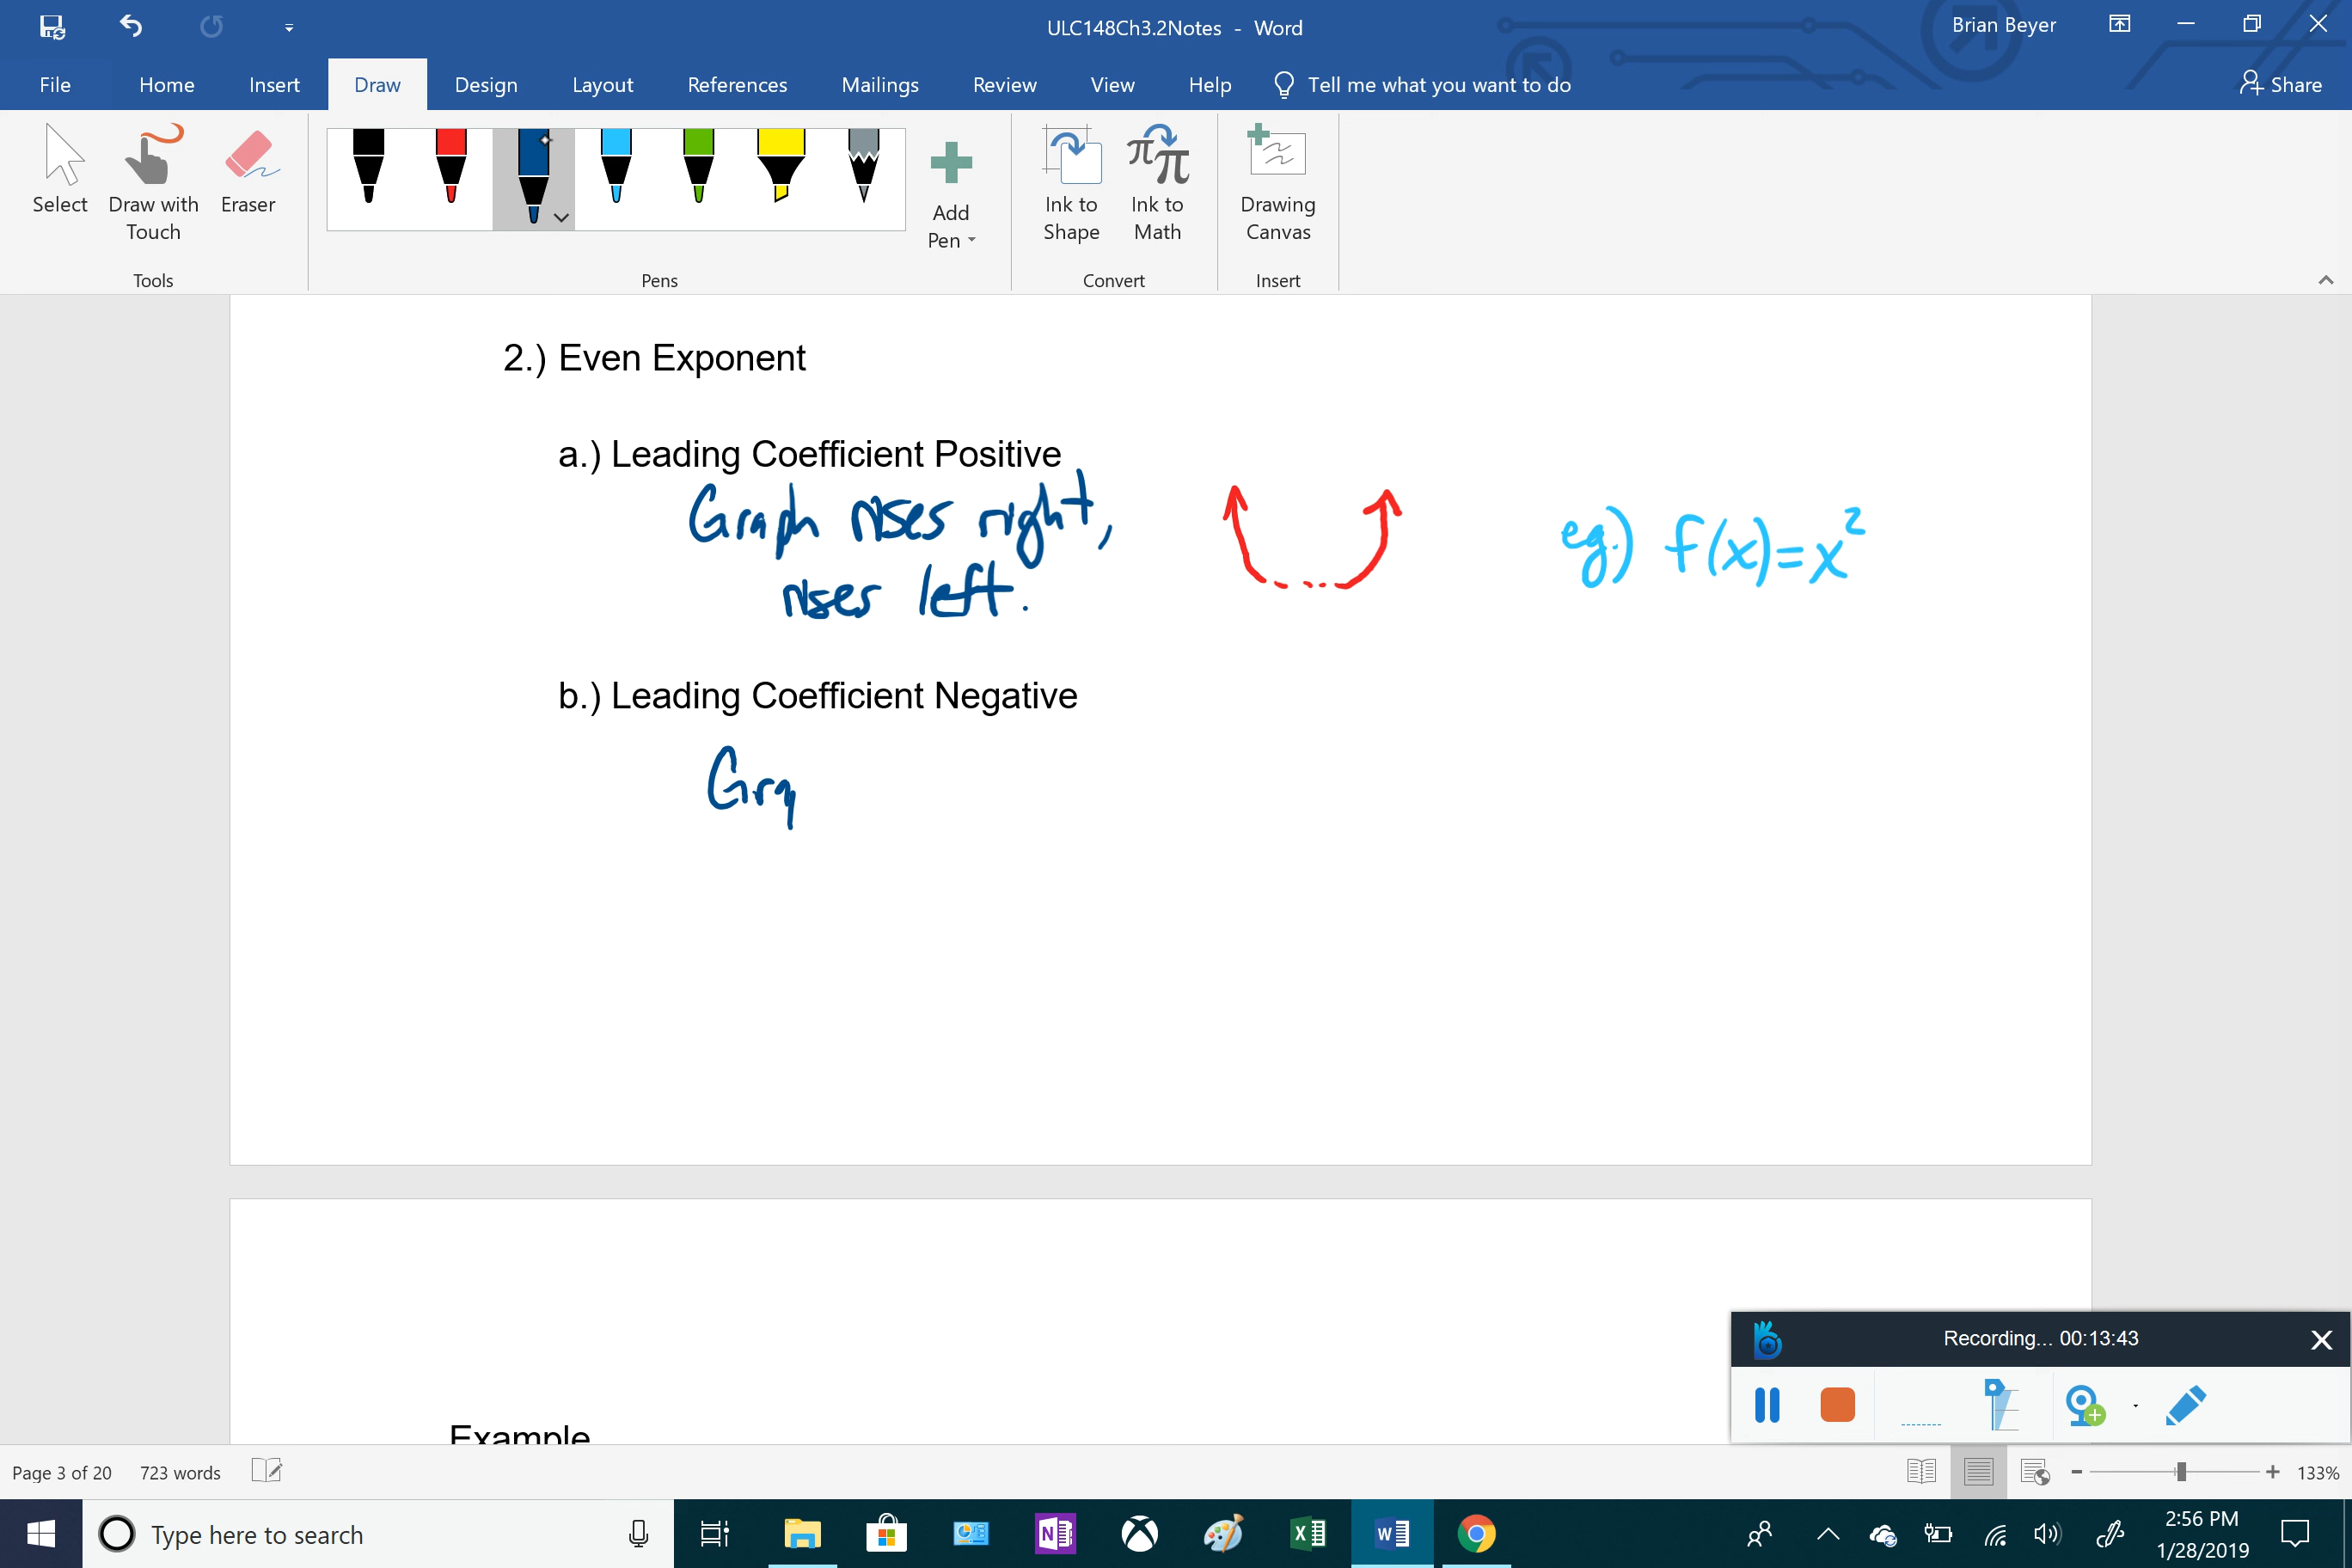 ULC148Ch3.2Notes - Word
Brian Beyer
File Home Insert Draw Design Layout References Mailings Review View Help Tell me what you want to do Share
Select Draw with Touch Eraser
Add Pen
Ink to Shape
Ink to Math
Drawing Canvas
Tools Pens Convert Insert
2.) Even Exponent
a.) Leading Coefficient Positive
Graph rises right,
rises left.
eg.) f(x)=x²
b.) Leading Coefficient Negative
Gra
Example
Recording... 00:13:43
Page 3 of 20 723 words 133%
Type here to search
2:56 PM
1/28/2019